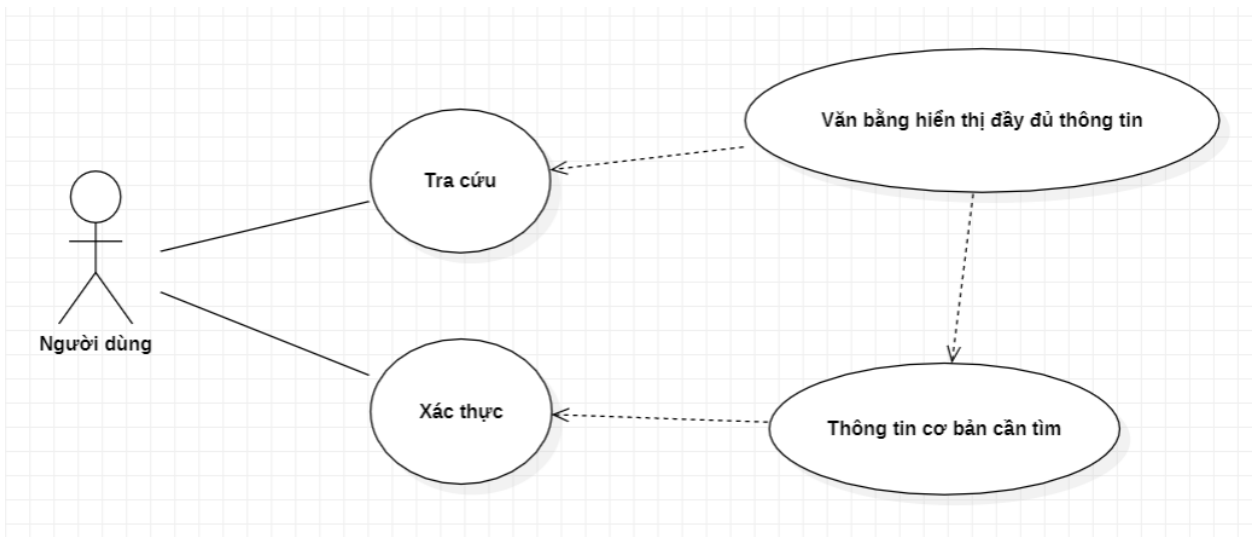 Văn bằng hiển thị đầy đủ thông tin
Tra cứu
Người dùng
Xác thực
Thông tin cơ bản cần tìm